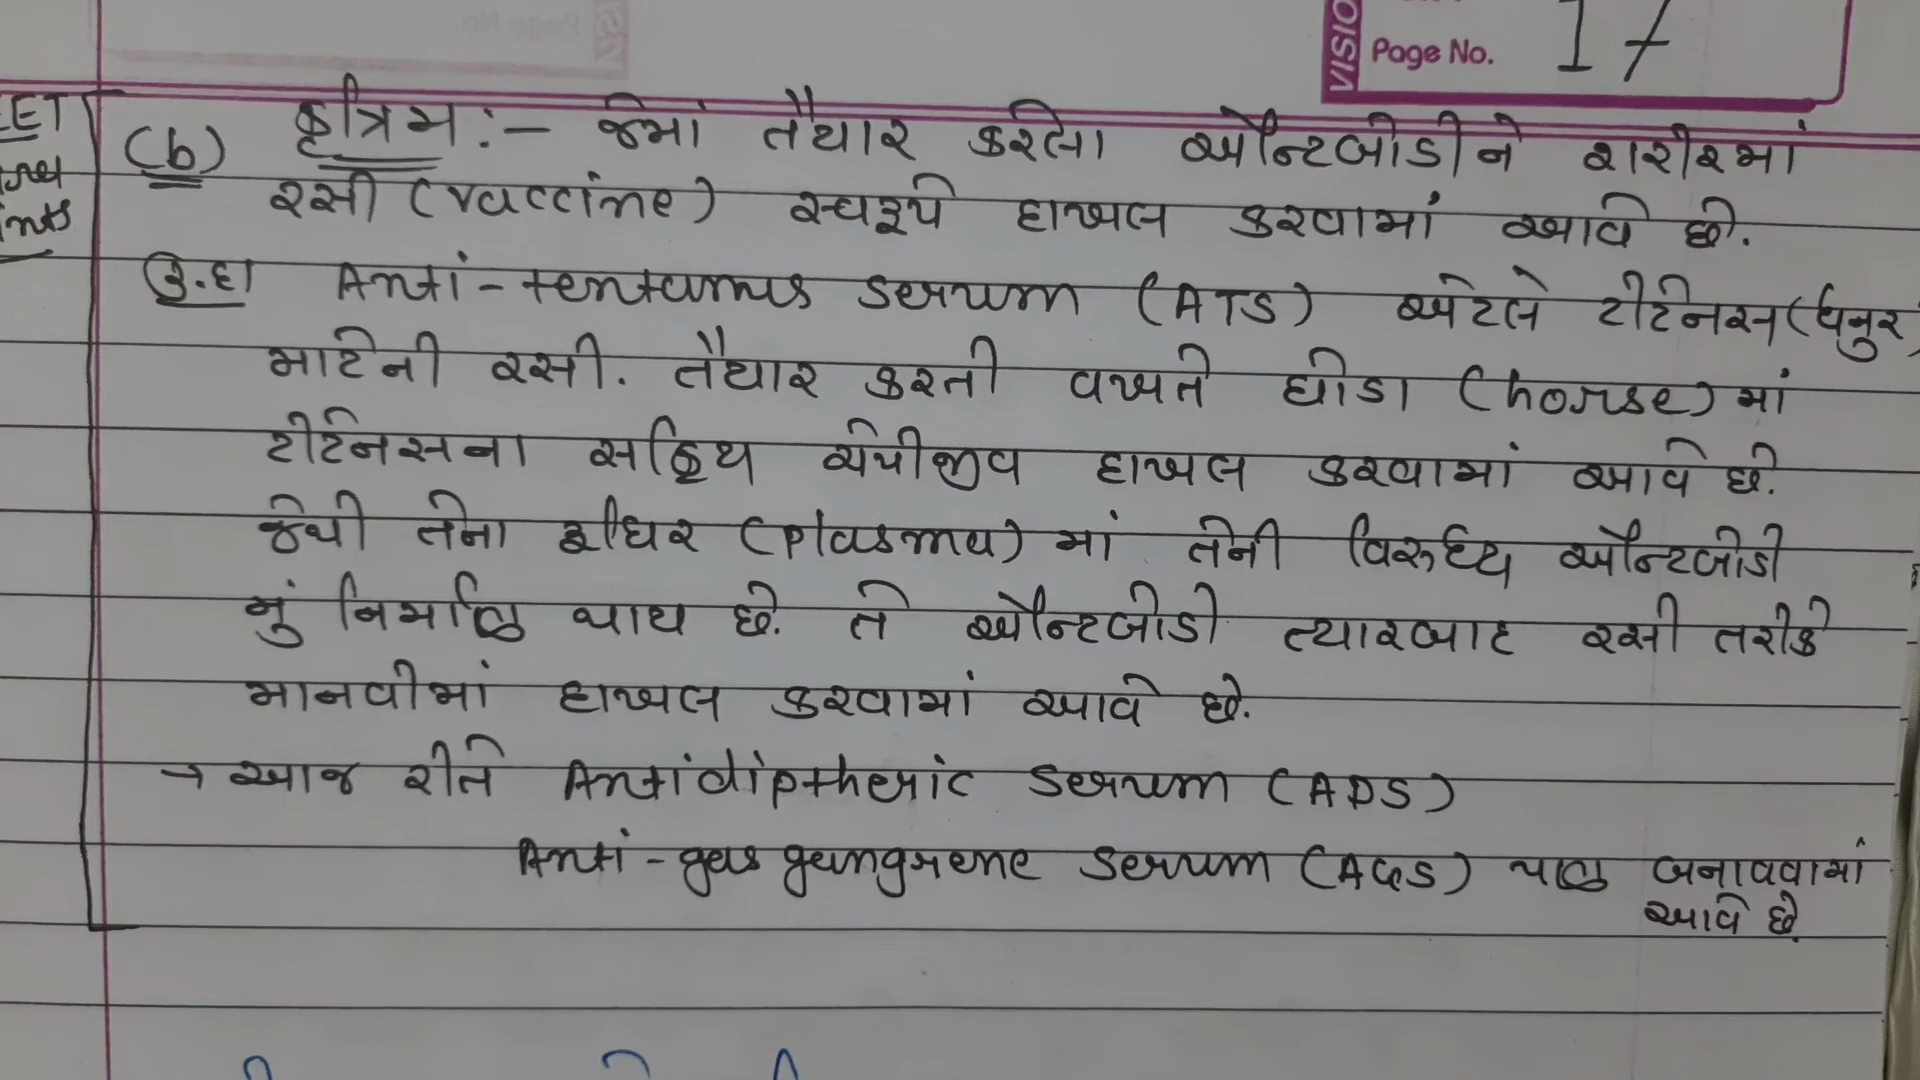 Page No. 17
(b) કૃત્રિમ :- જેમાં તૈયાર કરેલા એન્ટિબોડીને શરીરમાં
રસી (vaccine) સ્વરૂપે દાખલ કરવામાં આવે છે.
ઉ.દા Anti-tentanus serum (ATS) એટલે ટીટેનસ (ધનુર
માટેની રસી. તૈયાર કરતી વખતે ઘોડા (horse) માં
ટીટેનસના સક્રિય ચેપીજીવ દાખલ કરવામાં આવે છે.
જેથી તેના રૂધિર (plasma) માં તેની વિરુદ્ધ એન્ટિબોડી
નું નિર્માણ થાય છે. તે એન્ટિબોડી ત્યારબાદ રસી તરીકે
માનવીમાં દાખલ કરવામાં આવે છે.
→ આજ રીતે Antidiptheric serum (ADS)
Anti-gas gangrene serum (AGS) પણ બનાવવામાં
આવે છે